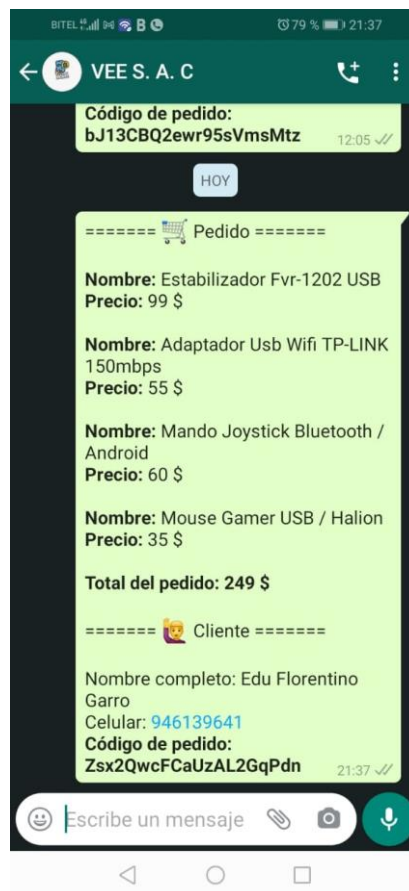 BITEL B 79 % 21:37
VEE S. A. C
Código de pedido:
bJ13CBQ2ewr95sVmsMtz 12:05
HOY
======= Pedido =======
Nombre: Estabilizador Fvr-1202 USB
Precio: 99 $
Nombre: Adaptador Usb Wifi TP-LINK
150mbps
Precio: 55 $
Nombre: Mando Joystick Bluetooth /
Android
Precio: 60 $
Nombre: Mouse Gamer USB / Halion
Precio: 35 $
Total del pedido: 249 $
======= Cliente =======
Nombre completo: Edu Florentino
Garro
Celular: 946139641
Código de pedido:
Zsx2QwcFCaUzAL2GqPdn 21:37
Escribe un mensaje